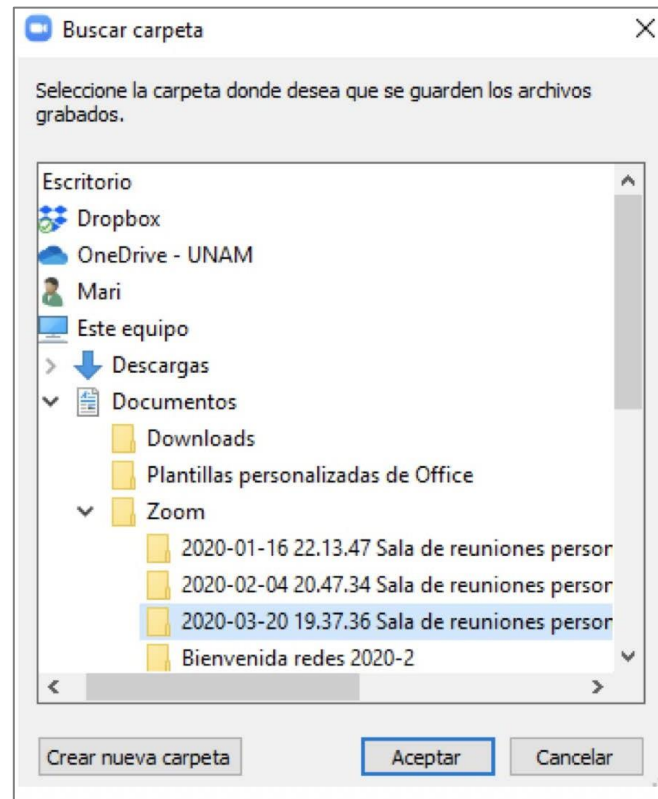 Buscar carpeta
Seleccione la carpeta donde desea que se guarden los archivos
grabados.
Escritorio
Dropbox
OneDrive - UNAM
Mari
Este equipo
Descargas
Documentos
Downloads
Plantillas personalizadas de Office
Zoom
2020-01-16 22.13.47 Sala de reuniones person
2020-02-04 20.47.34 Sala de reuniones person
2020-03-20 19.37.36 Sala de reuniones person
Bienvenida redes 2020-2
Crear nueva carpeta Aceptar Cancelar